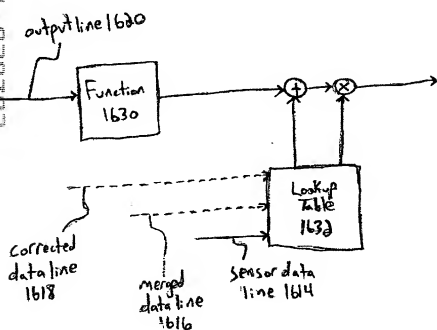 output line 1620
Function
1630
+
×
Lookup
Table
1632
corrected
data line
1618
merged
data line
1616
sensor data
line 1614